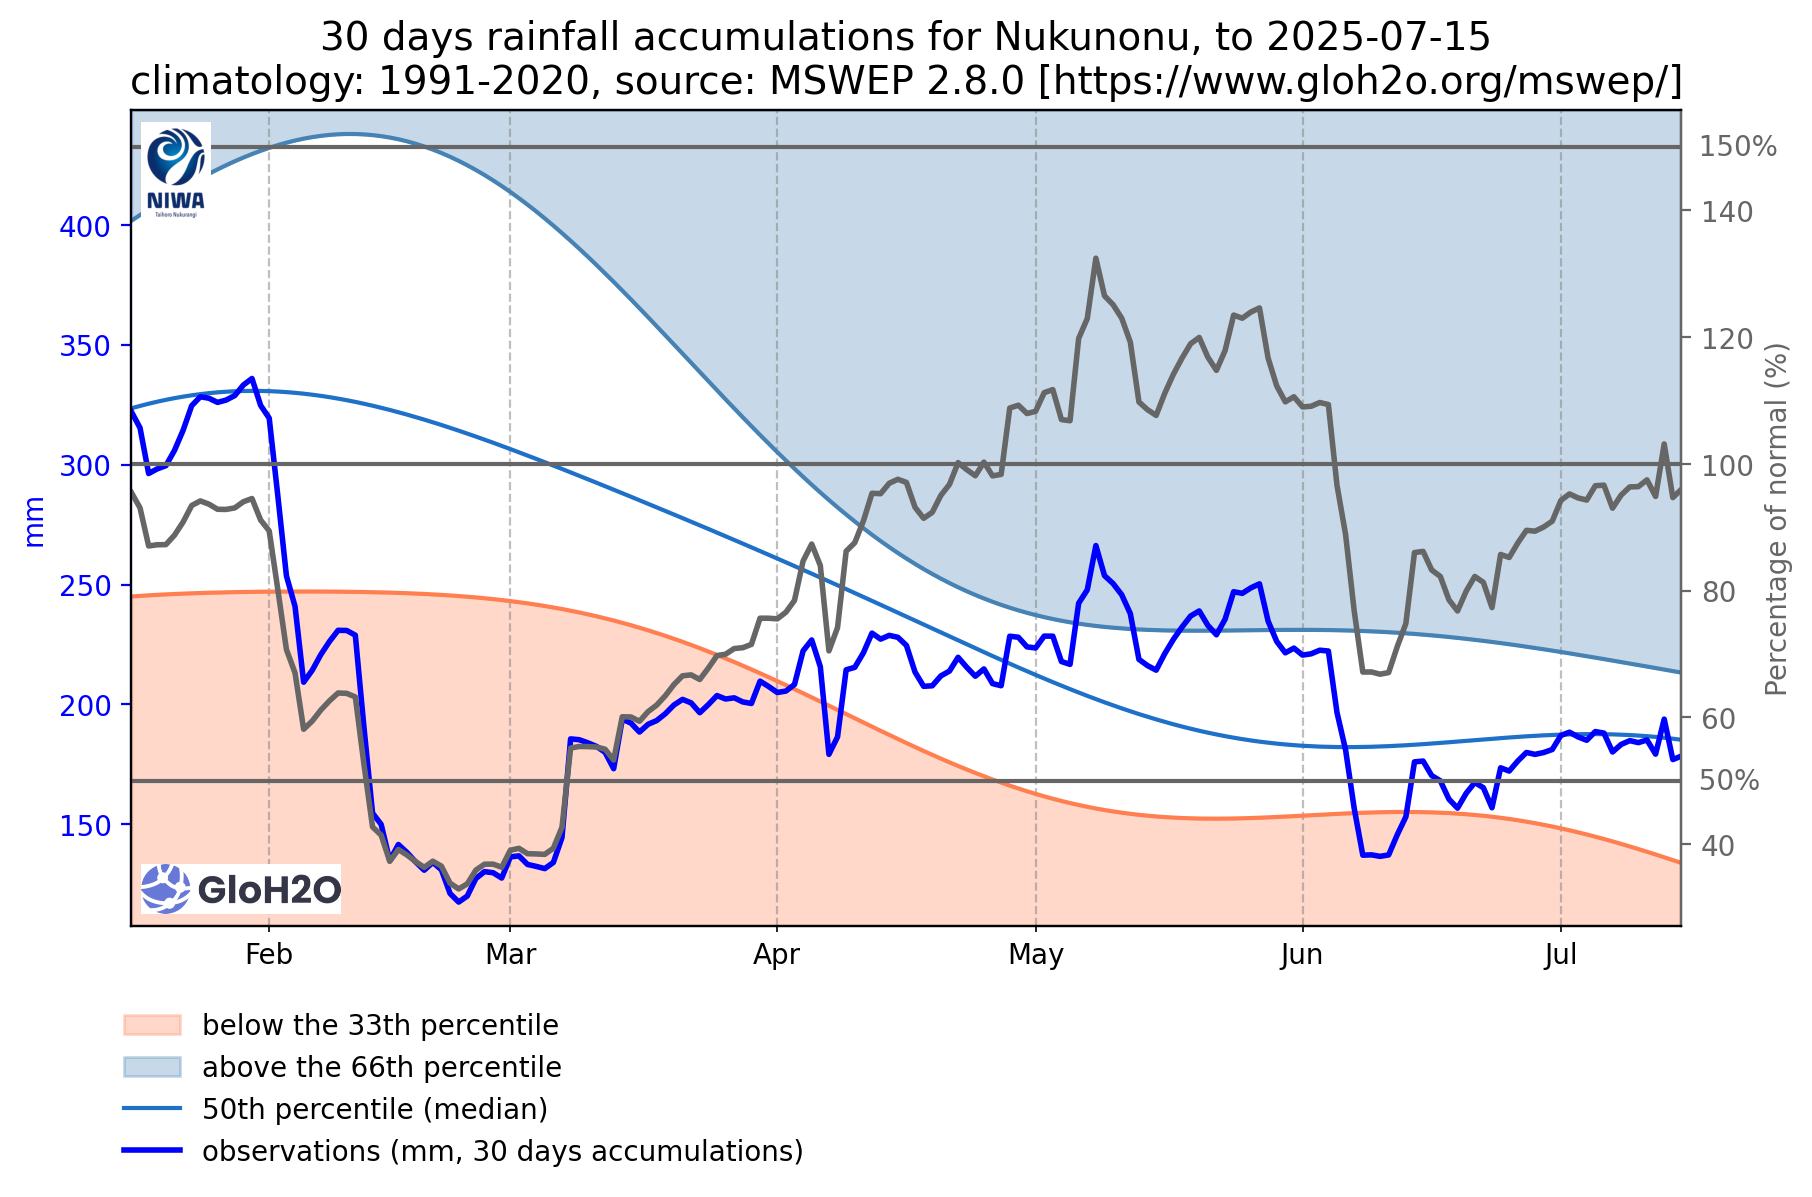 30 days rainfall accumulations for Nukunonu, to 2025-07-15
climatology: 1991-2020, source: MSWEP 2.8.0 [https://www.gloh2o.org/mswep/]
NIWA
Taihoro Nukurangi
150%
140
120
100
80
60
50%
40
Percentage of normal (%)
400
350
300
250
200
150
mm
GloH2O
Feb Mar Apr May Jun Jul
below the 33th percentile
above the 66th percentile
50th percentile (median)
observations (mm, 30 days accumulations)